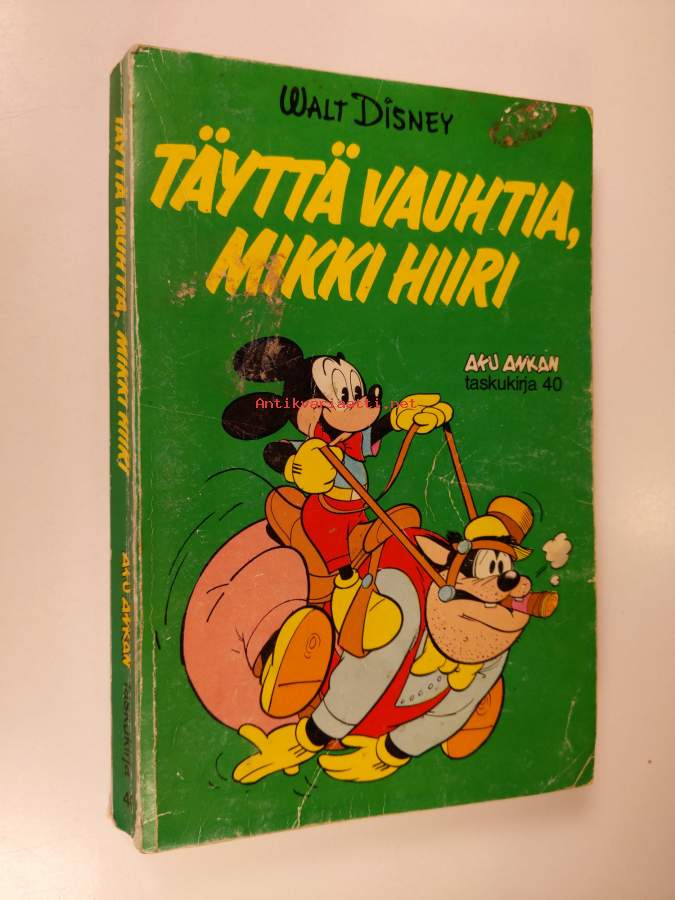 WALT DISNEY
TÄYTTÄ VAUHTIA,
MIKKI HIIRI
AKU ANKAN
taskukirja 40
Antikvariaatti.net
TÄYTTÄ VAUHTIA, MIKKI HIIRI
AKU ANKAN taskukirja